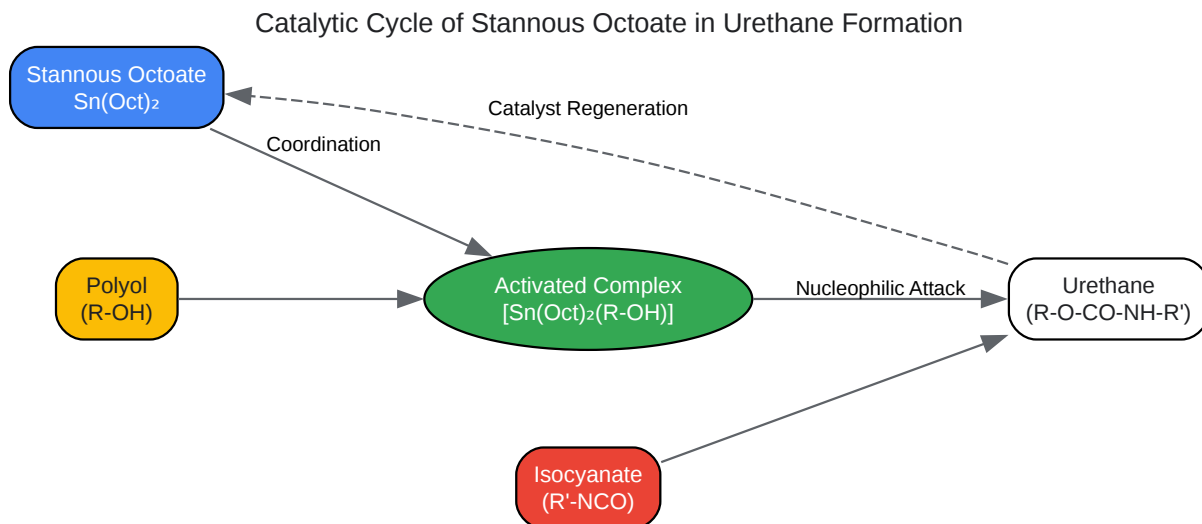 Catalytic Cycle of Stannous Octoate in Urethane Formation
Stannous Octoate
Sn(Oct)₂
Catalyst Regeneration
Coordination
Polyol
(R-OH)
Activated Complex
[Sn(Oct)₂(R-OH)]
Nucleophilic Attack
Urethane
(R-O-CO-NH-R')
Isocyanate
(R'-NCO)